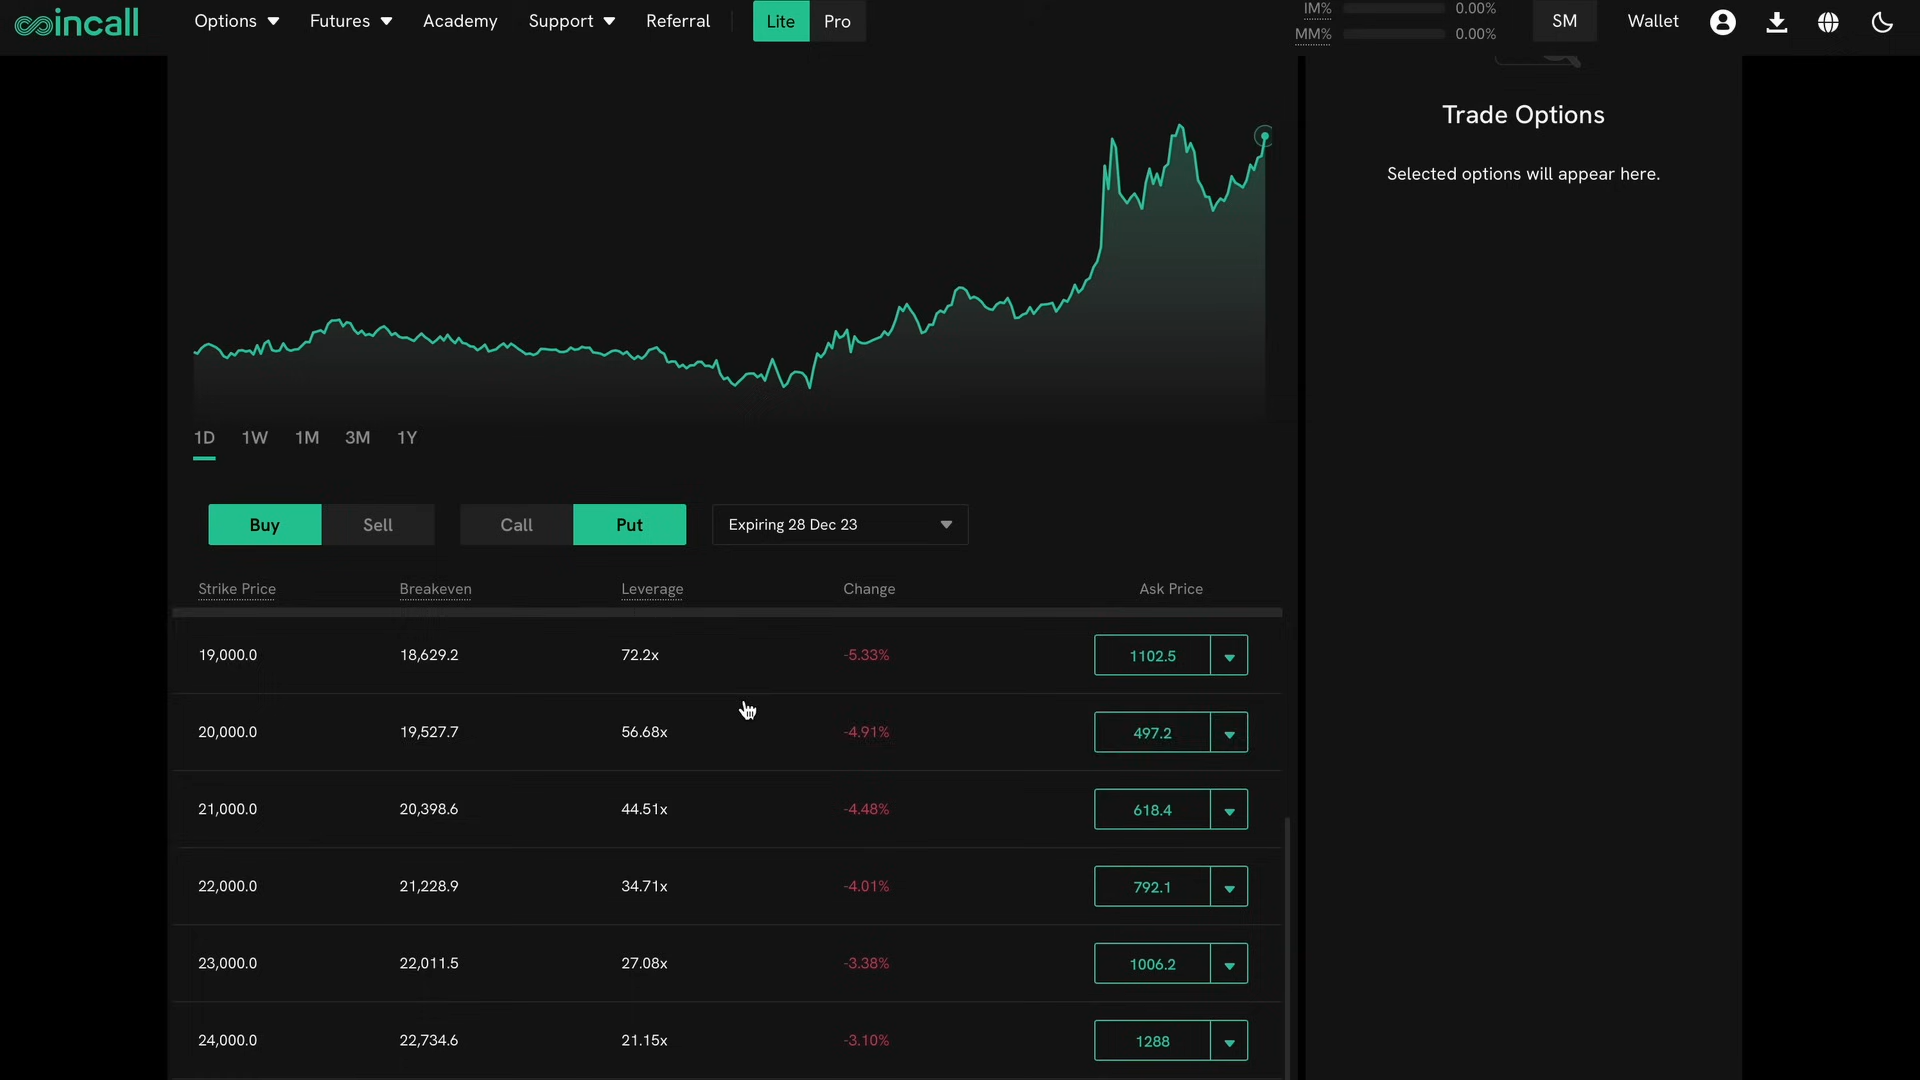 coincall Options Futures Academy Support Referral Lite Pro IM% 0.00% MM% 0.00% SM Wallet
Trade Options
Selected options will appear here.
1D 1W 1M 3M 1Y
Buy Sell Call Put Expiring 28 Dec 23
Strike Price Breakeven Leverage Change Ask Price
19,000.0 18,629.2 72.2x -5.33% 1102.5
20,000.0 19,527.7 56.68x -4.91% 497.2
21,000.0 20,398.6 44.51x -4.48% 618.4
22,000.0 21,228.9 34.71x -4.01% 792.1
23,000.0 22,011.5 27.08x -3.38% 1006.2
24,000.0 22,734.6 21.15x -3.10% 1288